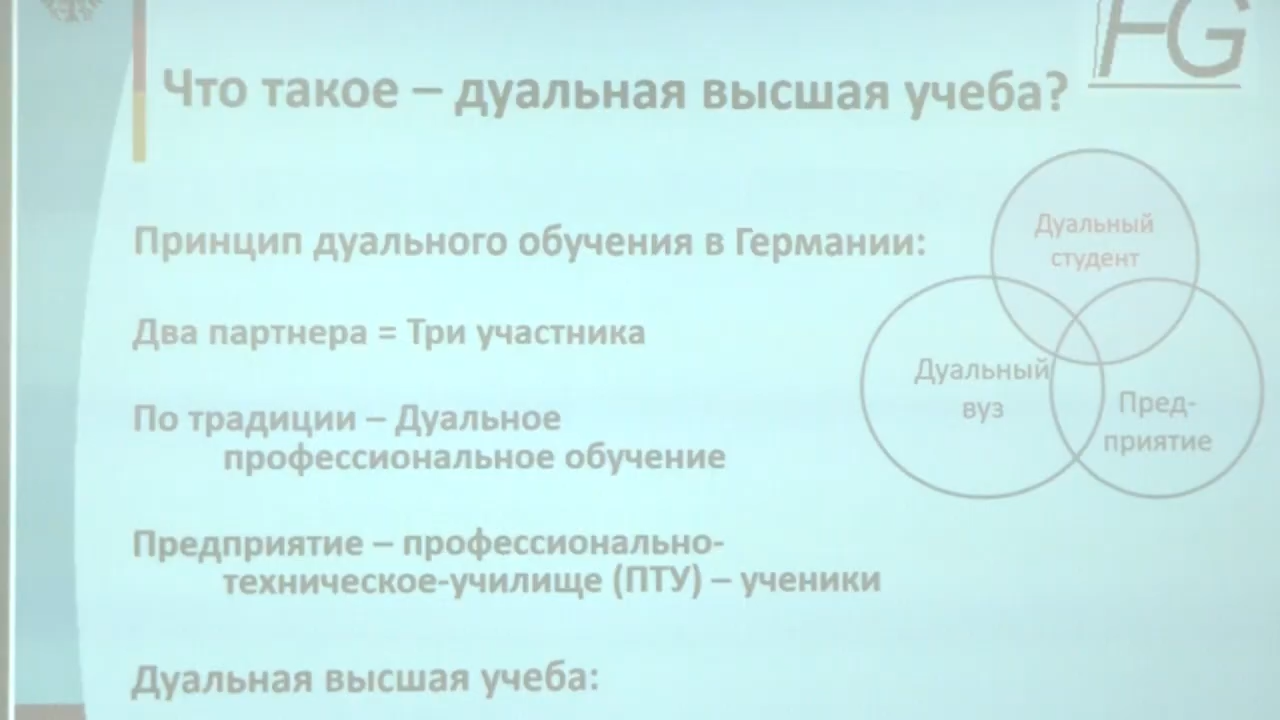 FG
Что такое – дуальная высшая учеба?
Принцип дуального обучения в Германии:
Два партнера = Три участника
По традиции – Дуальное
профессиональное обучение
Предприятие – профессионально-
техническое-училище (ПТУ) – ученики
Дуальная высшая учеба:
Дуальный
студент
Дуальный
вуз
Пред-
приятие